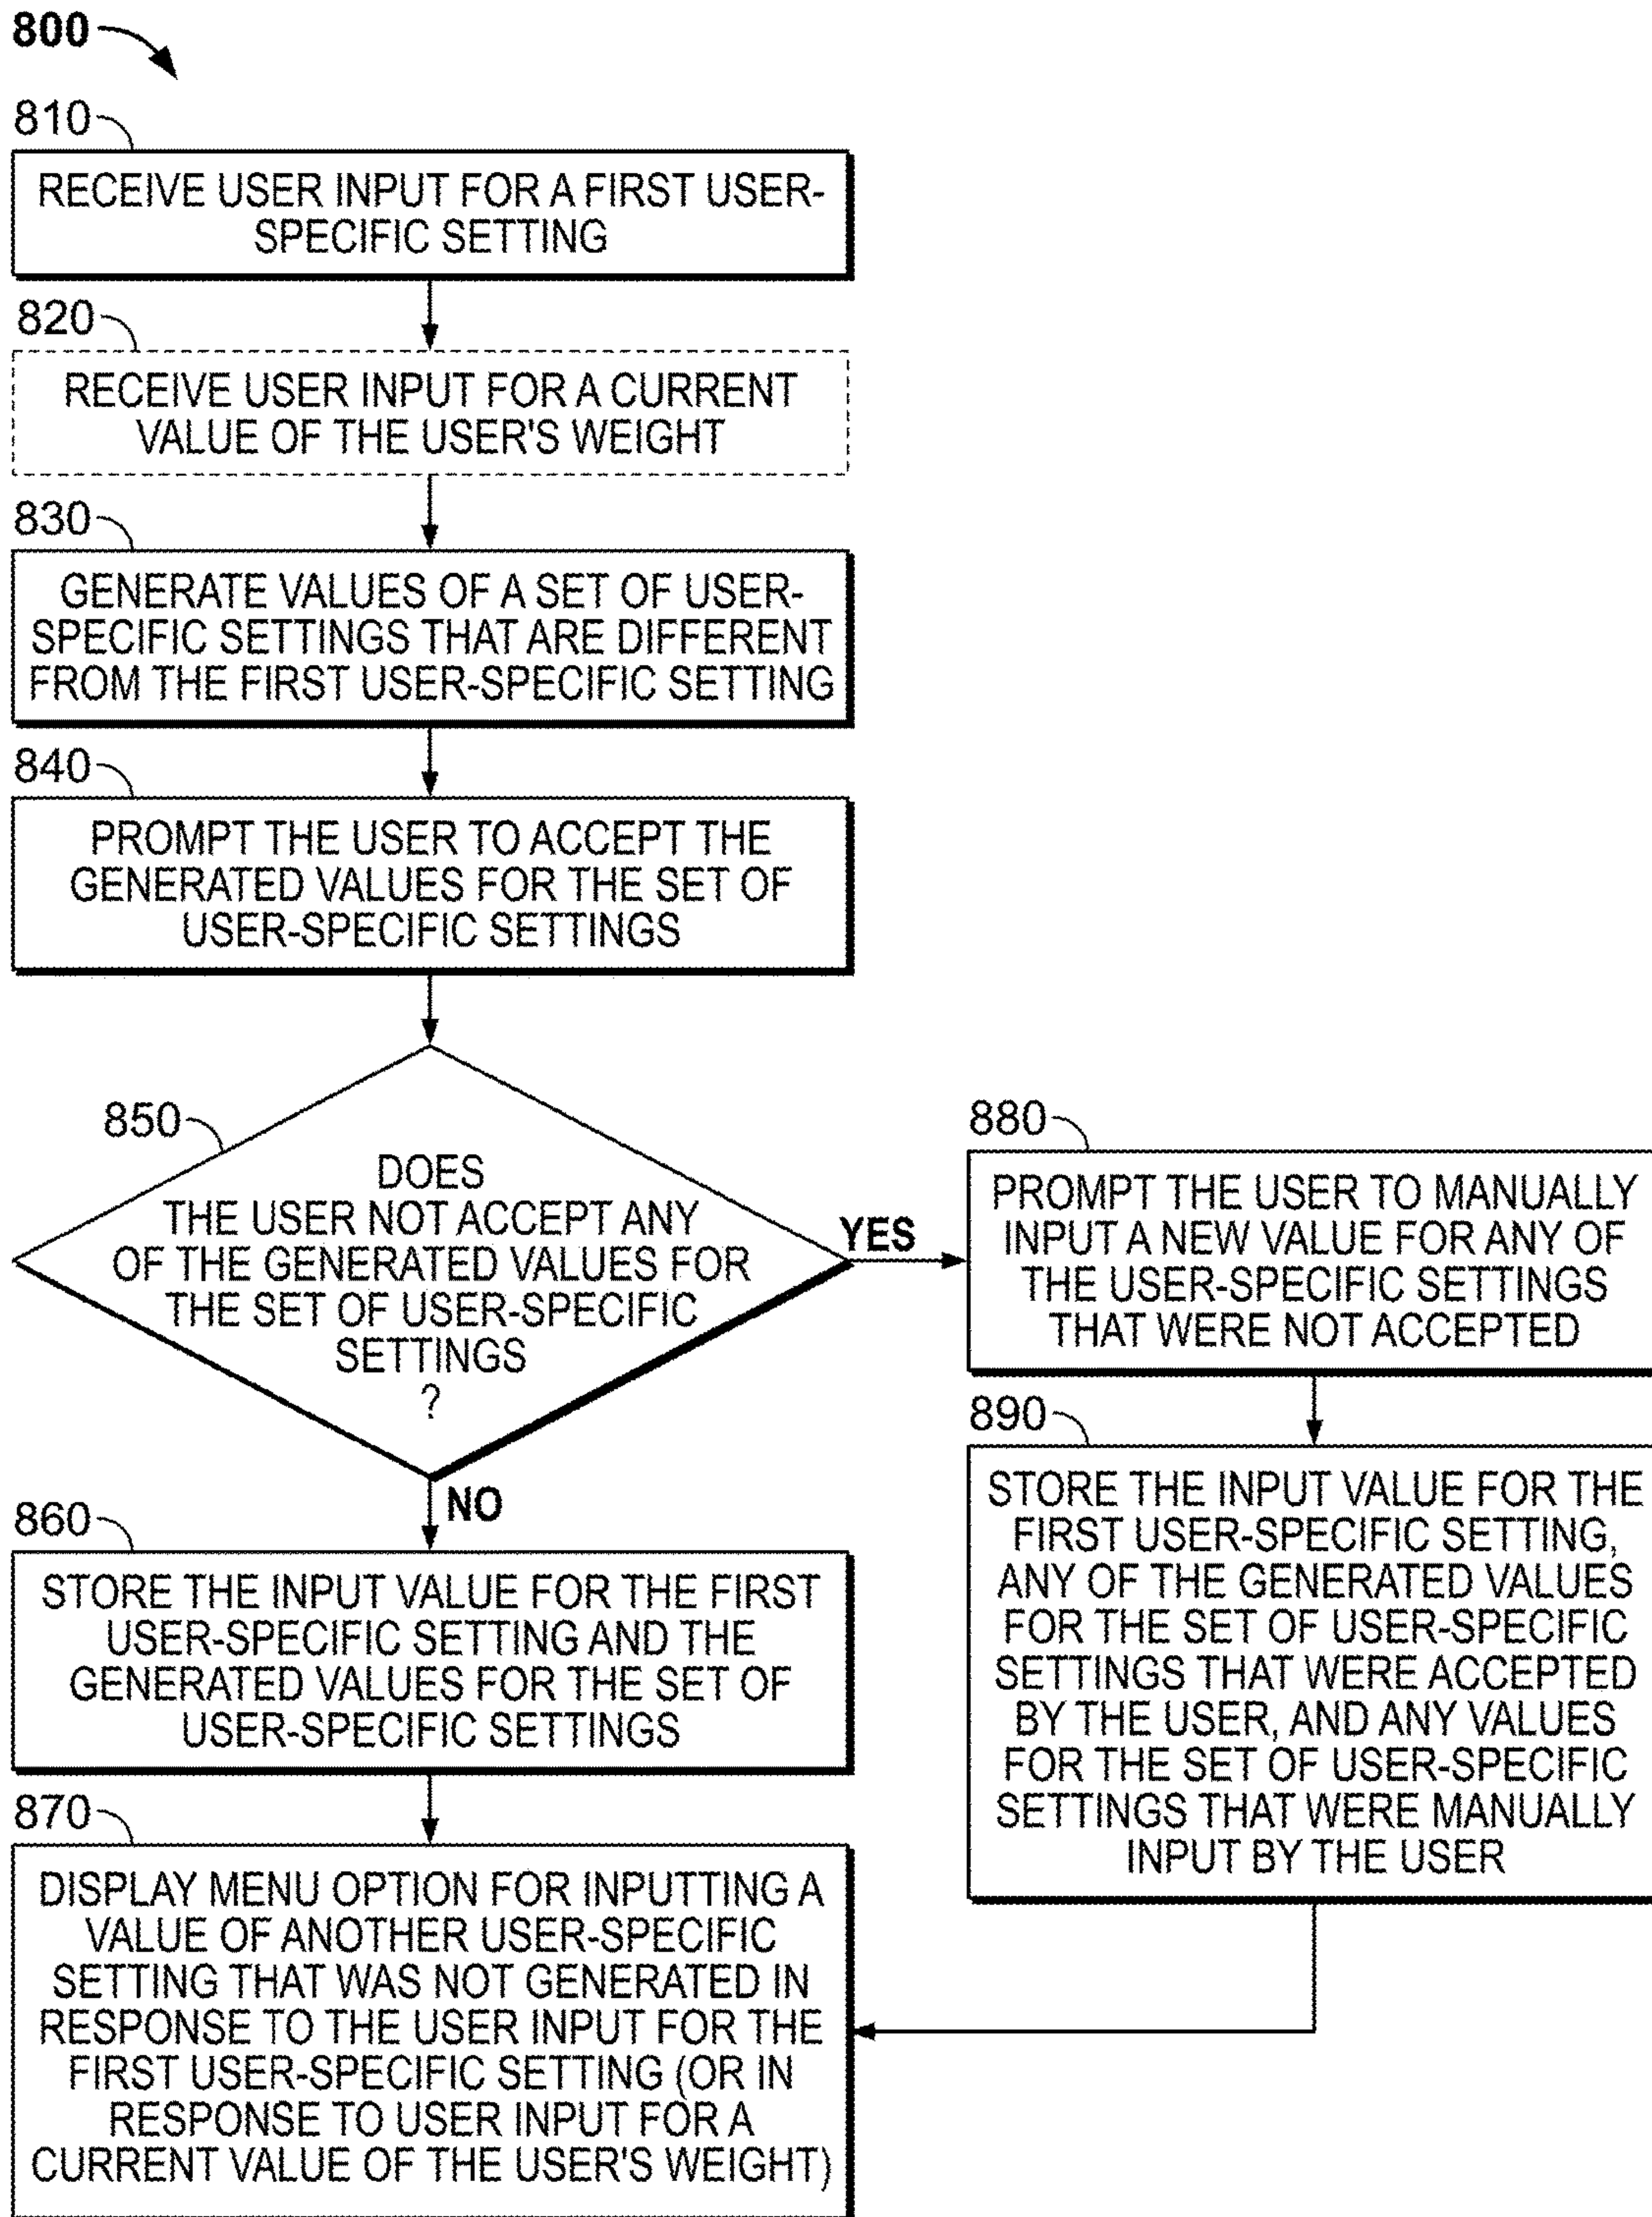 800
810
RECEIVE USER INPUT FOR A FIRST USER-
SPECIFIC SETTING
820
RECEIVE USER INPUT FOR A CURRENT
VALUE OF THE USER'S WEIGHT
830
GENERATE VALUES OF A SET OF USER-
SPECIFIC SETTINGS THAT ARE DIFFERENT
FROM THE FIRST USER-SPECIFIC SETTING
840
PROMPT THE USER TO ACCEPT THE
GENERATED VALUES FOR THE SET OF
USER-SPECIFIC SETTINGS
850
DOES
THE USER NOT ACCEPT ANY
OF THE GENERATED VALUES FOR
THE SET OF USER-SPECIFIC
SETTINGS
?
YES
NO
880
PROMPT THE USER TO MANUALLY
INPUT A NEW VALUE FOR ANY OF
THE USER-SPECIFIC SETTINGS
THAT WERE NOT ACCEPTED
890
STORE THE INPUT VALUE FOR THE
FIRST USER-SPECIFIC SETTING,
ANY OF THE GENERATED VALUES
FOR THE SET OF USER-SPECIFIC
SETTINGS THAT WERE ACCEPTED
BY THE USER, AND ANY VALUES
FOR THE SET OF USER-SPECIFIC
SETTINGS THAT WERE MANUALLY
INPUT BY THE USER
860
STORE THE INPUT VALUE FOR THE FIRST
USER-SPECIFIC SETTING AND THE
GENERATED VALUES FOR THE SET OF
USER-SPECIFIC SETTINGS
870
DISPLAY MENU OPTION FOR INPUTTING A
VALUE OF ANOTHER USER-SPECIFIC
SETTING THAT WAS NOT GENERATED IN
RESPONSE TO THE USER INPUT FOR THE
FIRST USER-SPECIFIC SETTING (OR IN
RESPONSE TO USER INPUT FOR A
CURRENT VALUE OF THE USER'S WEIGHT)